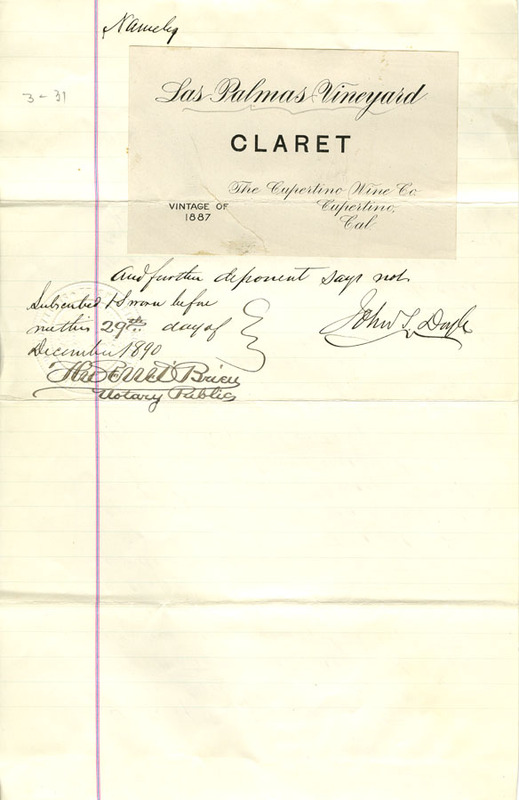 Namely
3-31
Las Palmas Vineyard
CLARET
The Cupertino Wine Co.
VINTAGE OF
1887
Cupertino,
Cal
And further deponent says not.
Subscribed & Sworn before
me this 29th day of
December 1890
John T. Doyle
O'Brien
Notary Public